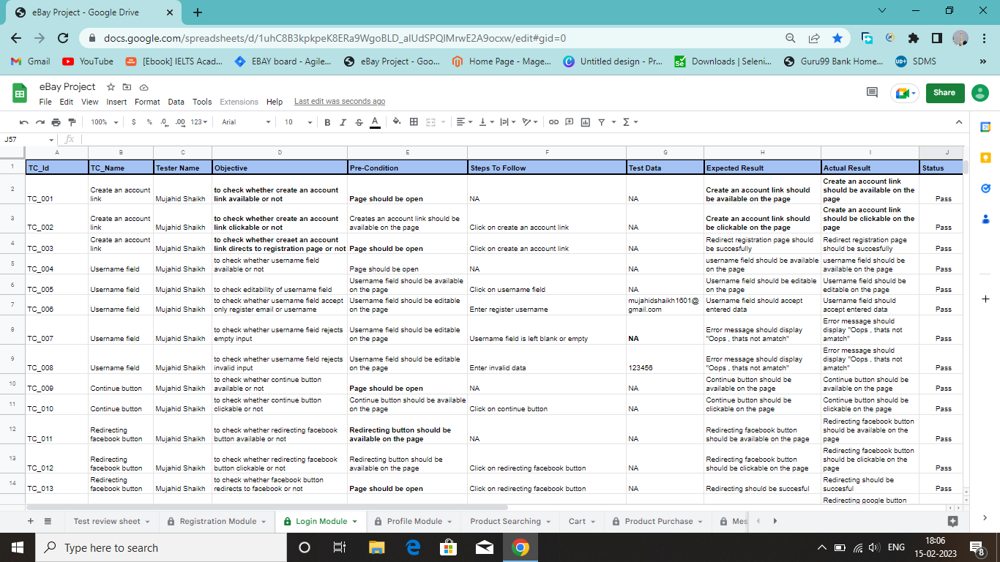 eBay Project - Google Drive
docs.google.com/spreadsheets/d/1uhC8B3kpkpeK8ERa9WgoBLD_alUdSPQlMrwE2A9ocxw/edit#gid=0
Gmail YouTube [Ebook] IELTS Acad... EBAY board - Agile... eBay Project - Goo... Home Page - Mage... Untitled design - Pr... Downloads | Seleni... Guru99 Bank Home... SDMS
eBay Project
File Edit View Insert Format Data Tools Extensions Help Last edit was seconds ago
Share
100% $ % .0 .00 123 Arial 10 B I S A
J57 fx
A B C D E F G H I J
1 TC_Id TC_Name Tester Name Objective Pre-Condition Steps To Follow Test Data Expected Result Actual Result Status
2 TC_001 Create an account link Mujahid Shaikh to check whether create an account link available or not Page should be open NA NA Create an account link should be available on the page Create an account link should be available on the page Pass
3 TC_002 Create an account link Mujahid Shaikh to check whether create an account link clickable or not Creates an account link should be available on the page Click on create an account link NA Create an account link should be clickable on the page Create an account link should be clickable on the page Pass
4 TC_003 Create an account link Mujahid Shaikh to check whether creaet an account link directs to registration page or not Page should be open Click on create an account link NA Redirect registration page should be succesfully Redirect registration page should be succesfully Pass
5 TC_004 Username field Mujahid Shaikh to check whether username field available or not Page should be open NA NA username field should be available on the page username field should be available on the page Pass
6 TC_005 Username field Mujahid Shaikh to check editability of username field Username field should be available on the page Click on username field NA Username field should be editable on the page Username field should be editable on the page Pass
7 TC_006 Username field Mujahid Shaikh to check whether username field accept only register email or username Username field should be editable on the page Enter register username mujahidshaikh1601@gmail.com Username field should accept entered data Username field should accept entered data Pass
8 TC_007 Username field Mujahid Shaikh to check whether username field rejects empty input Username field should be editable on the page Username field is left blank or empty NA Error message should display "Oops , thats not amatch" Error message should display "Oops , thats not amatch" Pass
9 TC_008 Username field Mujahid Shaikh to check whether username field rejects invalid input Username field should be editable on the page Enter invalid data 123456 Error message should display "Oops, thats not amatch" Error message should display "Oops , thats not amatch" Pass
10 TC_009 Continue button Mujahid Shaikh to check whether continue button available or not Page should be open NA NA Continue button should be available on the page Continue button should be available on the page Pass
11 TC_010 Continue button Mujahid Shaikh to check whether continue button clickable or not Continue button should be available on the page Click on continue button NA Continue button should be clickable on the page Continue button should be clickable on the page Pass
12 TC_011 Redirecting facebook button Mujahid Shaikh to check whether redirecting facebook button available or not Redirecting button should be available on the page NA NA Redirecting facebook button should be available on the page Redirecting facebook button should be available on the page Pass
13 TC_012 Redirecting facebook button Mujahid Shaikh to check whether redirecting facebook button clickable or not Redirecting button should be available on the page Click on redirecting facebook button NA Redirecting facebook button should be clickable on the page Redirecting facebook button should be clickable on the page Pass
14 TC_013 Redirecting facebook button Mujahid Shaikh to check whether facebook button redirects to facebook or not Page should be open Click on redirecting facebook button NA Redirecting should be succesful Redirecting should be succesful Pass
Redirecting google button
Test review sheet Registration Module Login Module Profile Module Product Searching Cart Product Purchase Mes
Type here to search
ENG 18:06
15-02-2023 8